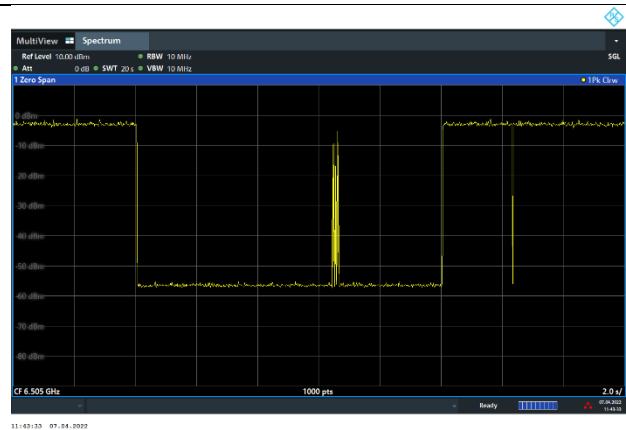 MultiView Spectrum
Ref Level 10.00 dBm RBW 10 MHz SGL
Att 0 dB SWT 20 s VBW 10 MHz
1 Zero Span 1Pk Clrw
0 dBm
-10 dBm
-20 dBm
-30 dBm
-40 dBm
-50 dBm
-60 dBm
-70 dBm
-80 dBm
CF 6.505 GHz 1000 pts 2.0 s/
Ready 07.04.2022
11:43:33
11:43:33 07.04.2022